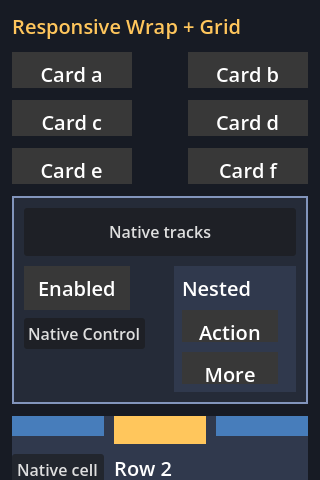 Responsive Wrap + Grid
Card a
Card b
Card c
Card d
Card e
Card f
Native tracks
Enabled
Nested
Native Control
Action
More
Native cell
Row 2